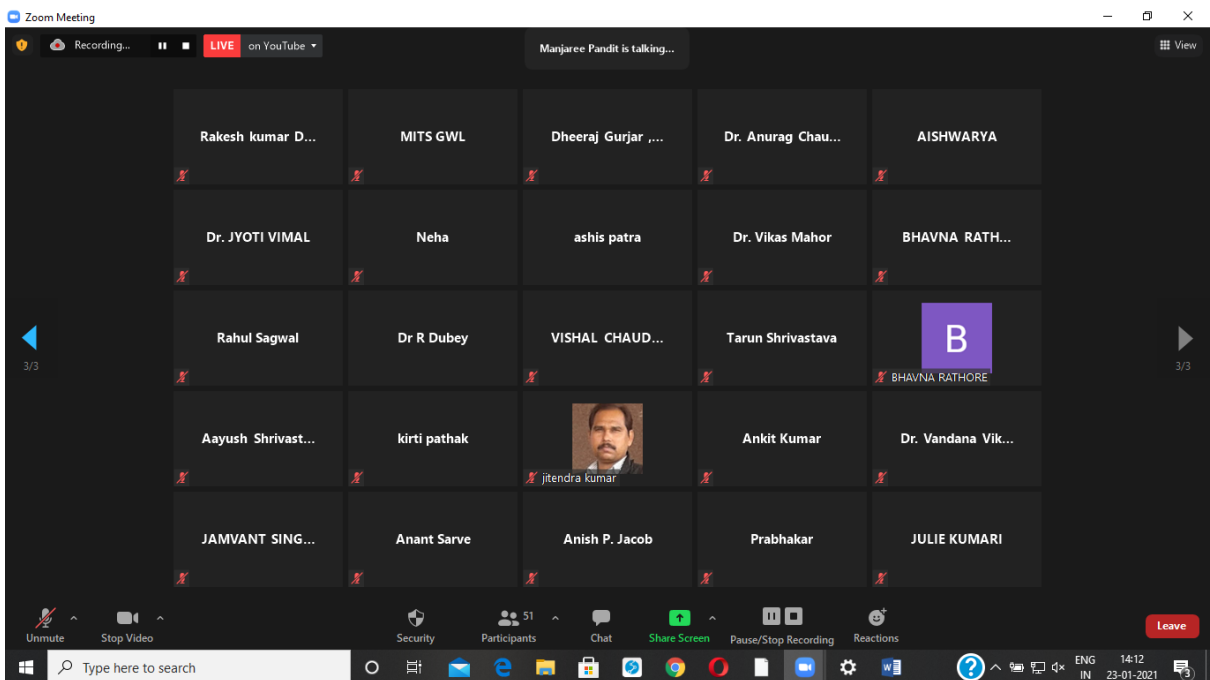 Zoom Meeting
Recording...
LIVE on YouTube
Manjaree Pandit is talking...
View
Rakesh kumar D...
MITS GWL
Dheeraj Gurjar ,...
Dr. Anurag Chau...
AISHWARYA
Dr. JYOTI VIMAL
Neha
ashis patra
Dr. Vikas Mahor
BHAVNA RATH...
Rahul Sagwal
Dr R Dubey
VISHAL CHAUD...
Tarun Shrivastava
B
BHAVNA RATHORE
3/3
3/3
Aayush Shrivast...
kirti pathak
jitendra kumar
Ankit Kumar
Dr. Vandana Vik...
JAMVANT SING...
Anant Sarve
Anish P. Jacob
Prabhakar
JULIE KUMARI
Unmute
Stop Video
Security
51
Participants
Chat
Share Screen
Pause/Stop Recording
Reactions
Leave
Type here to search
ENG
IN
14:12
23-01-2021
3